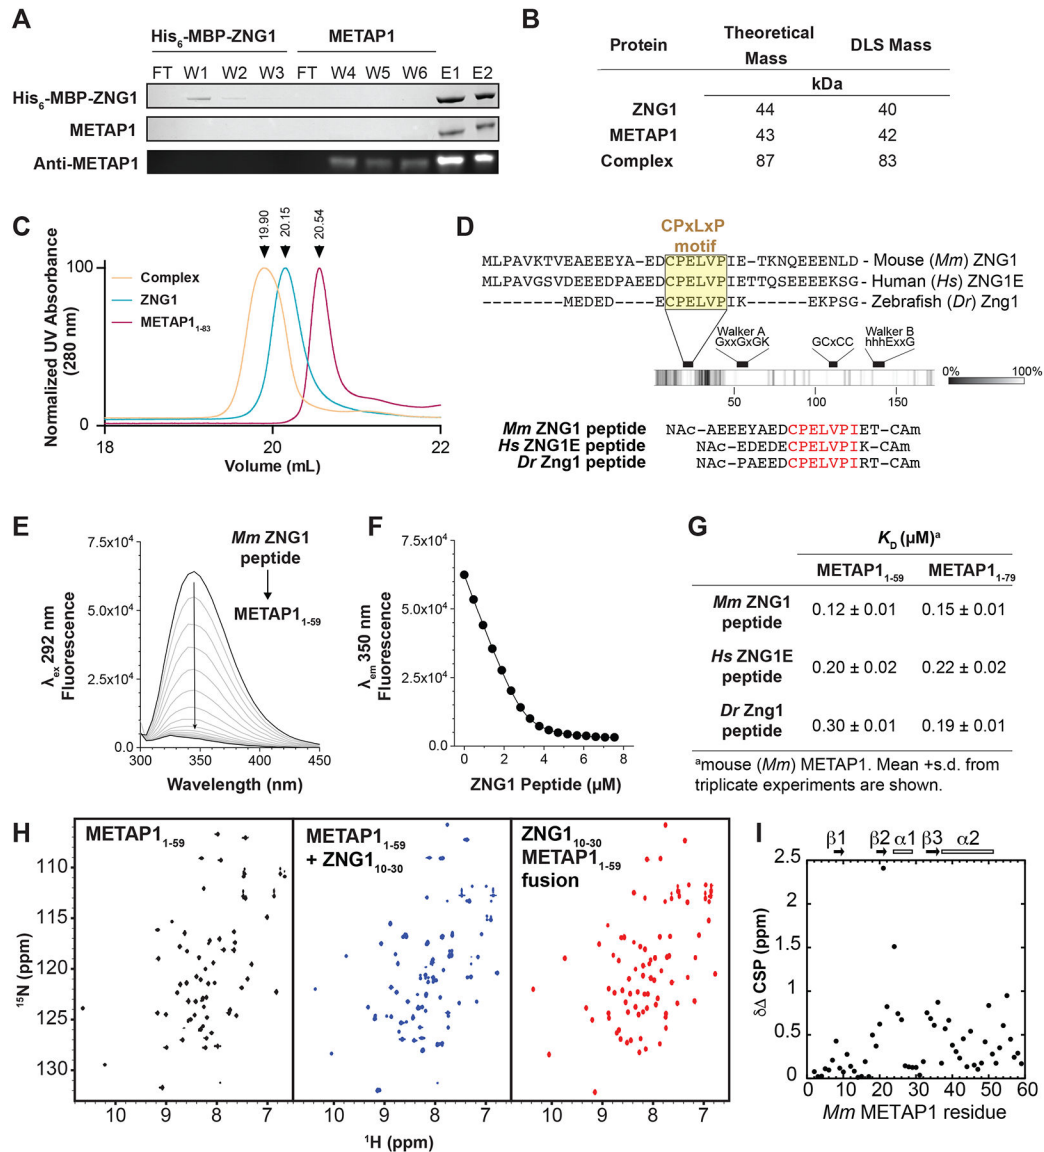 A
His6-MBP-ZNG1 METAP1
FT W1 W2 W3 FT W4 W5 W6 E1 E2
His6-MBP-ZNG1
METAP1
Anti-METAP1
B
Protein Theoretical Mass DLS Mass
kDa
ZNG1 44 40
METAP1 43 42
Complex 87 83
C
19.90 20.15 20.54
Complex
ZNG1
METAP11-83
Normalized UV Absorbance
(280 nm)
100
0
18 20 22
Volume (mL)
D
CPxLxP
motif
MLPAVKTVEAEEEYA-EDCPELVPIE-TKNQEEENLD - Mouse (Mm) ZNG1
MLPAVGSVDEEEDPAEEDCPELVPIETTQSEEEEKSG - Human (Hs) ZNG1E
-------MEDED----ECPELVPIK------EKPSG - Zebrafish (Dr) Zng1
Walker A
GxxGxGK
GCxCC
Walker B
hhhExxG
0% 100%
50 100 150
Mm ZNG1 peptide NAc-AEEEYAEDCPELVPIET-CAm
Hs ZNG1E peptide NAc-EDEDECPELVPIK-CAm
Dr Zng1 peptide NAc-PAEEDCPELVPIRT-CAm
E
λex 292 nm
Fluorescence
7.5x10⁴
5.0x10⁴
2.5x10⁴
0.0
300 350 400 450
Wavelength (nm)
Mm ZNG1
peptide
METAP11-59
F
λem 350 nm
Fluorescence
7.5x10⁴
5.0x10⁴
2.5x10⁴
0.0
0 2 4 6 8
ZNG1 Peptide (µM)
G
KD (µM)ᵃ
METAP11-59 METAP11-79
Mm ZNG1 peptide 0.12 ± 0.01 0.15 ± 0.01
Hs ZNG1E peptide 0.20 ± 0.02 0.22 ± 0.02
Dr Zng1 peptide 0.30 ± 0.01 0.19 ± 0.01
ᵃmouse (Mm) METAP1. Mean +s.d. from
triplicate experiments are shown.
H
METAP11-59
METAP11-59
+ ZNG110-30
ZNG110-30
METAP11-59
fusion
¹⁵N (ppm)
110
115
120
125
130
10 9 8 7 10 9 8 7 10 9 8 7
¹H (ppm)
I
β1 β2 α1 β3 α2
δΔ CSP (ppm)
2.5
2
1.5
1
0.5
0
0 10 20 30 40 50 60
Mm METAP1 residue